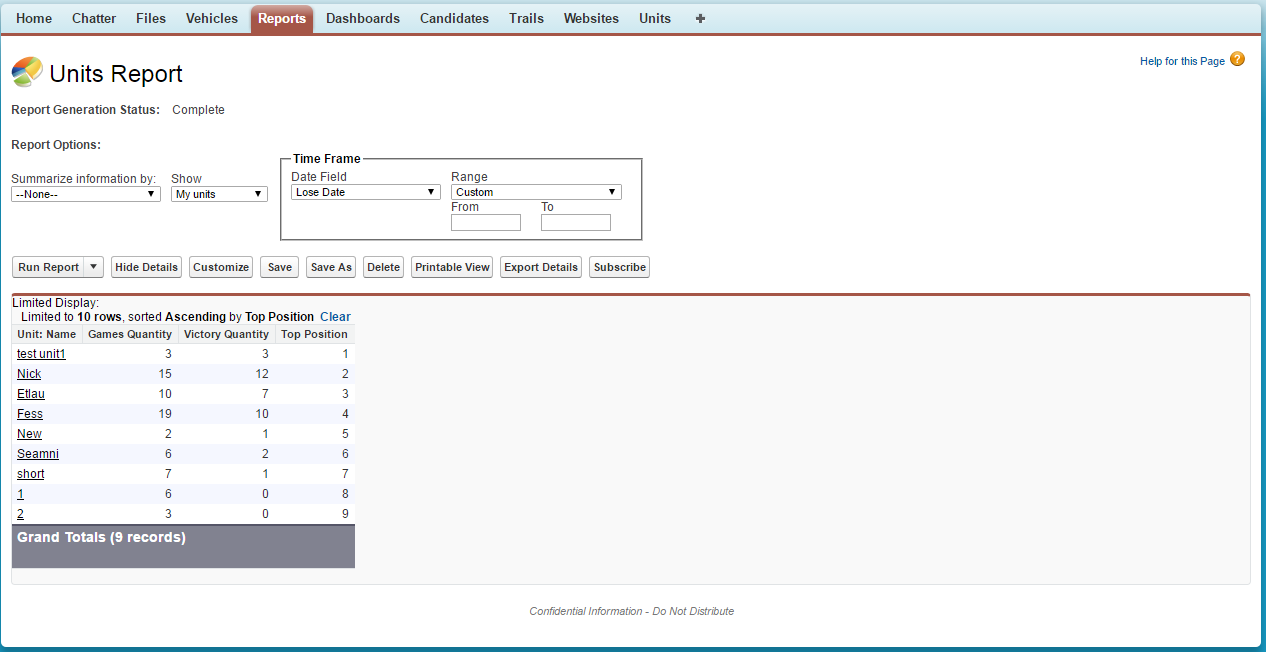 Home Chatter Files Vehicles Reports Dashboards Candidates Trails Websites Units +
Help for this Page ?
Units Report
Report Generation Status: Complete
Report Options:
Time Frame
Summarize information by: Show Date Field Range
--None-- My units Lose Date Custom
From To
Run Report Hide Details Customize Save Save As Delete Printable View Export Details Subscribe
Limited Display:
Limited to 10 rows, sorted Ascending by Top Position Clear
Unit: Name Games Quantity Victory Quantity Top Position
test unit1 3 3 1
Nick 15 12 2
Etlau 10 7 3
Fess 19 10 4
New 2 1 5
Seamni 6 2 6
short 7 1 7
1 6 0 8
2 3 0 9
Grand Totals (9 records)
Confidential Information - Do Not Distribute